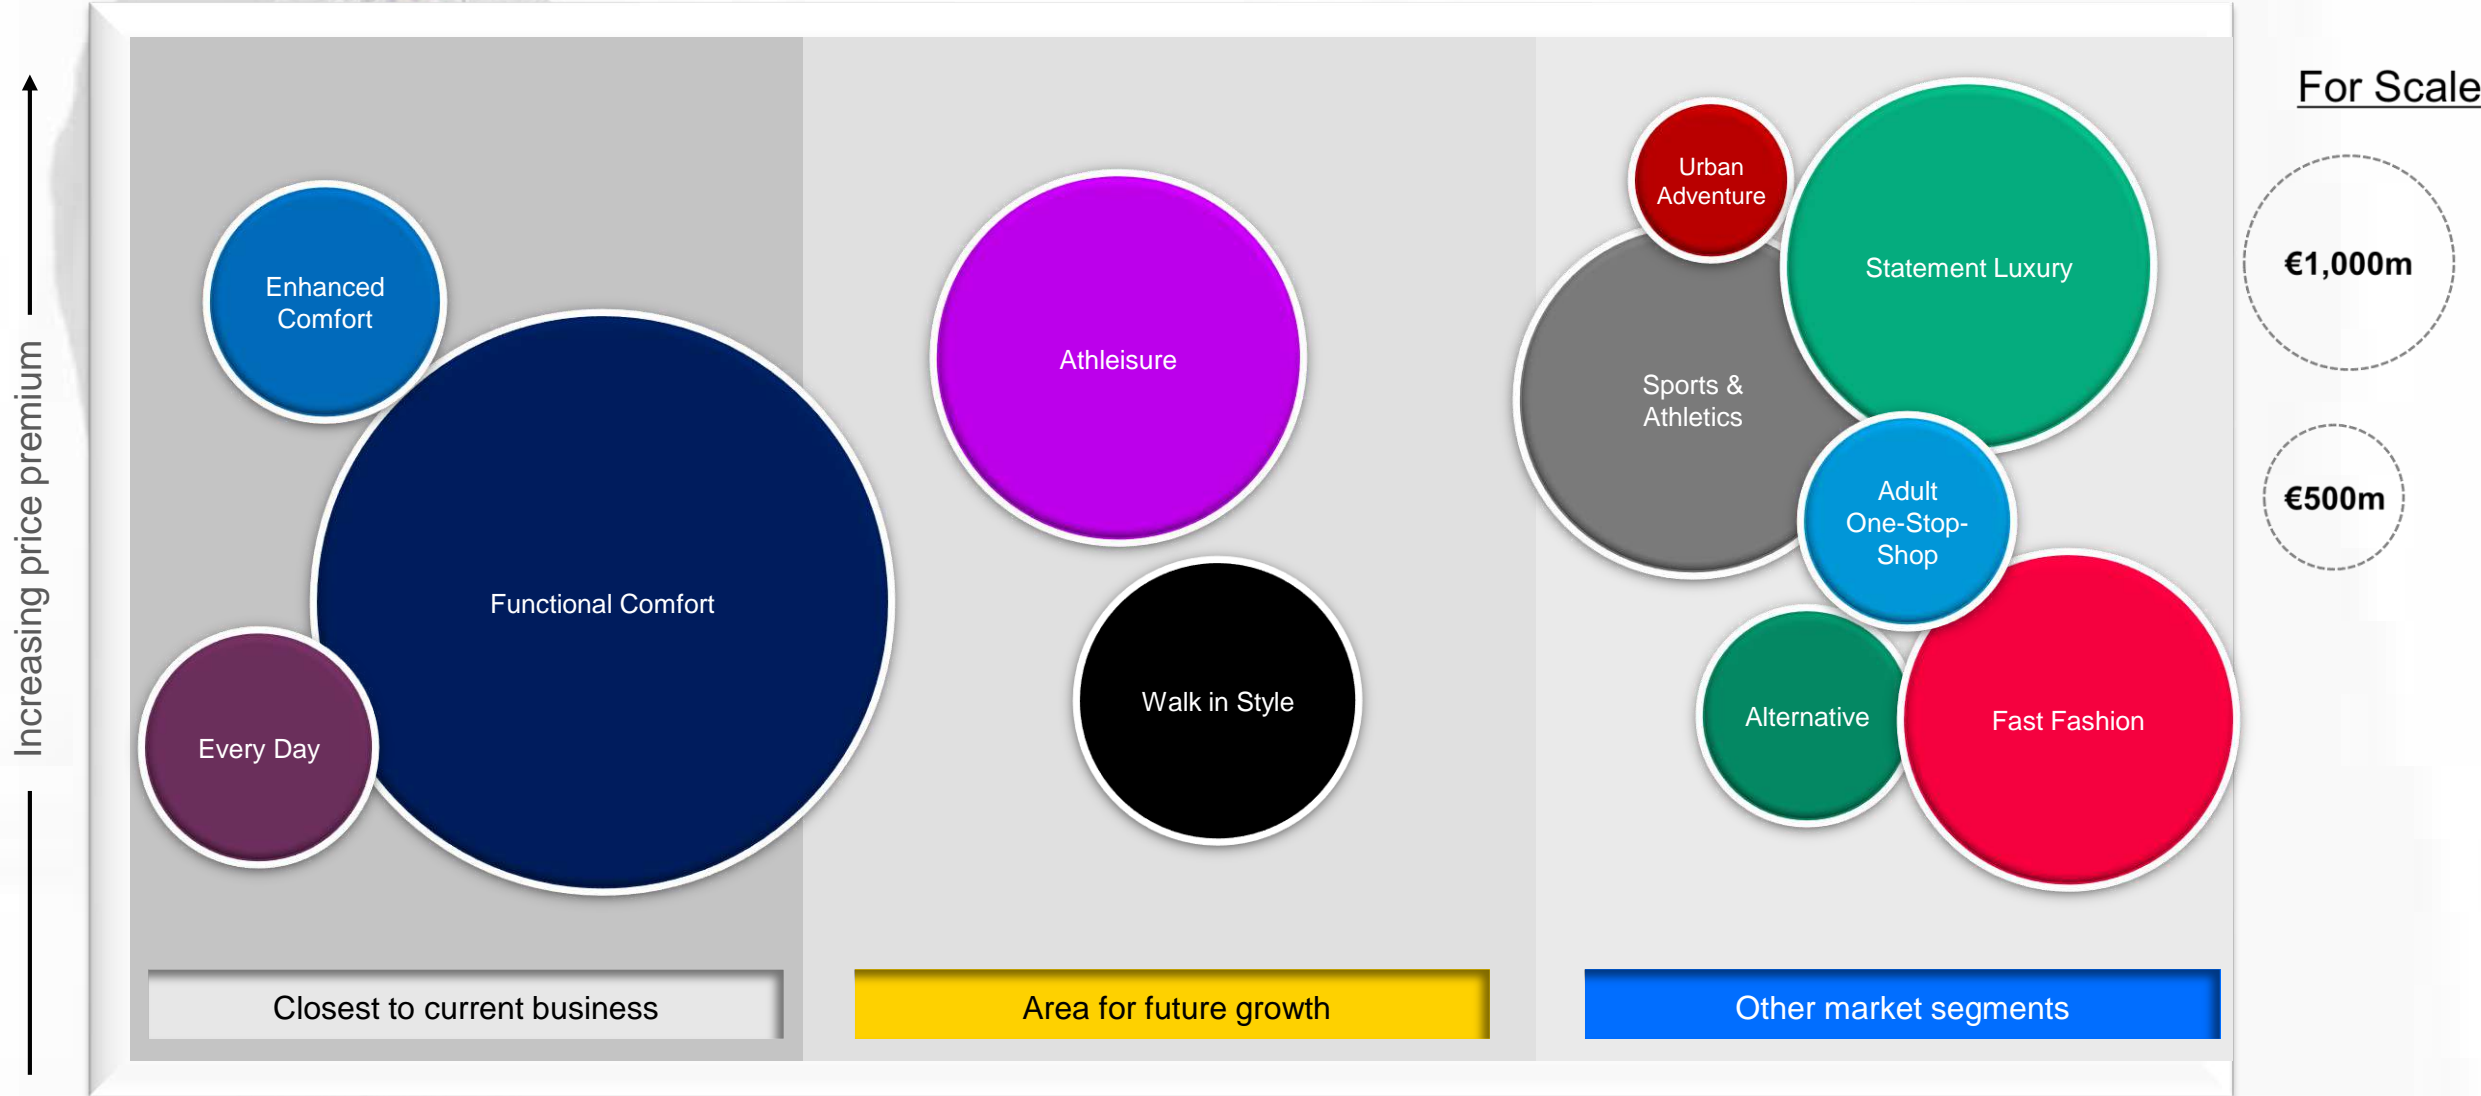 Increasing price premium
Enhanced
Comfort
Functional Comfort
Every Day
Closest to current business
Athleisure
Walk in Style
Area for future growth
Urban
Adventure
Statement Luxury
Sports &
Athletics
Adult
One-Stop-
Shop
Alternative
Fast Fashion
Other market segments
For Scale
€1,000m
€500m